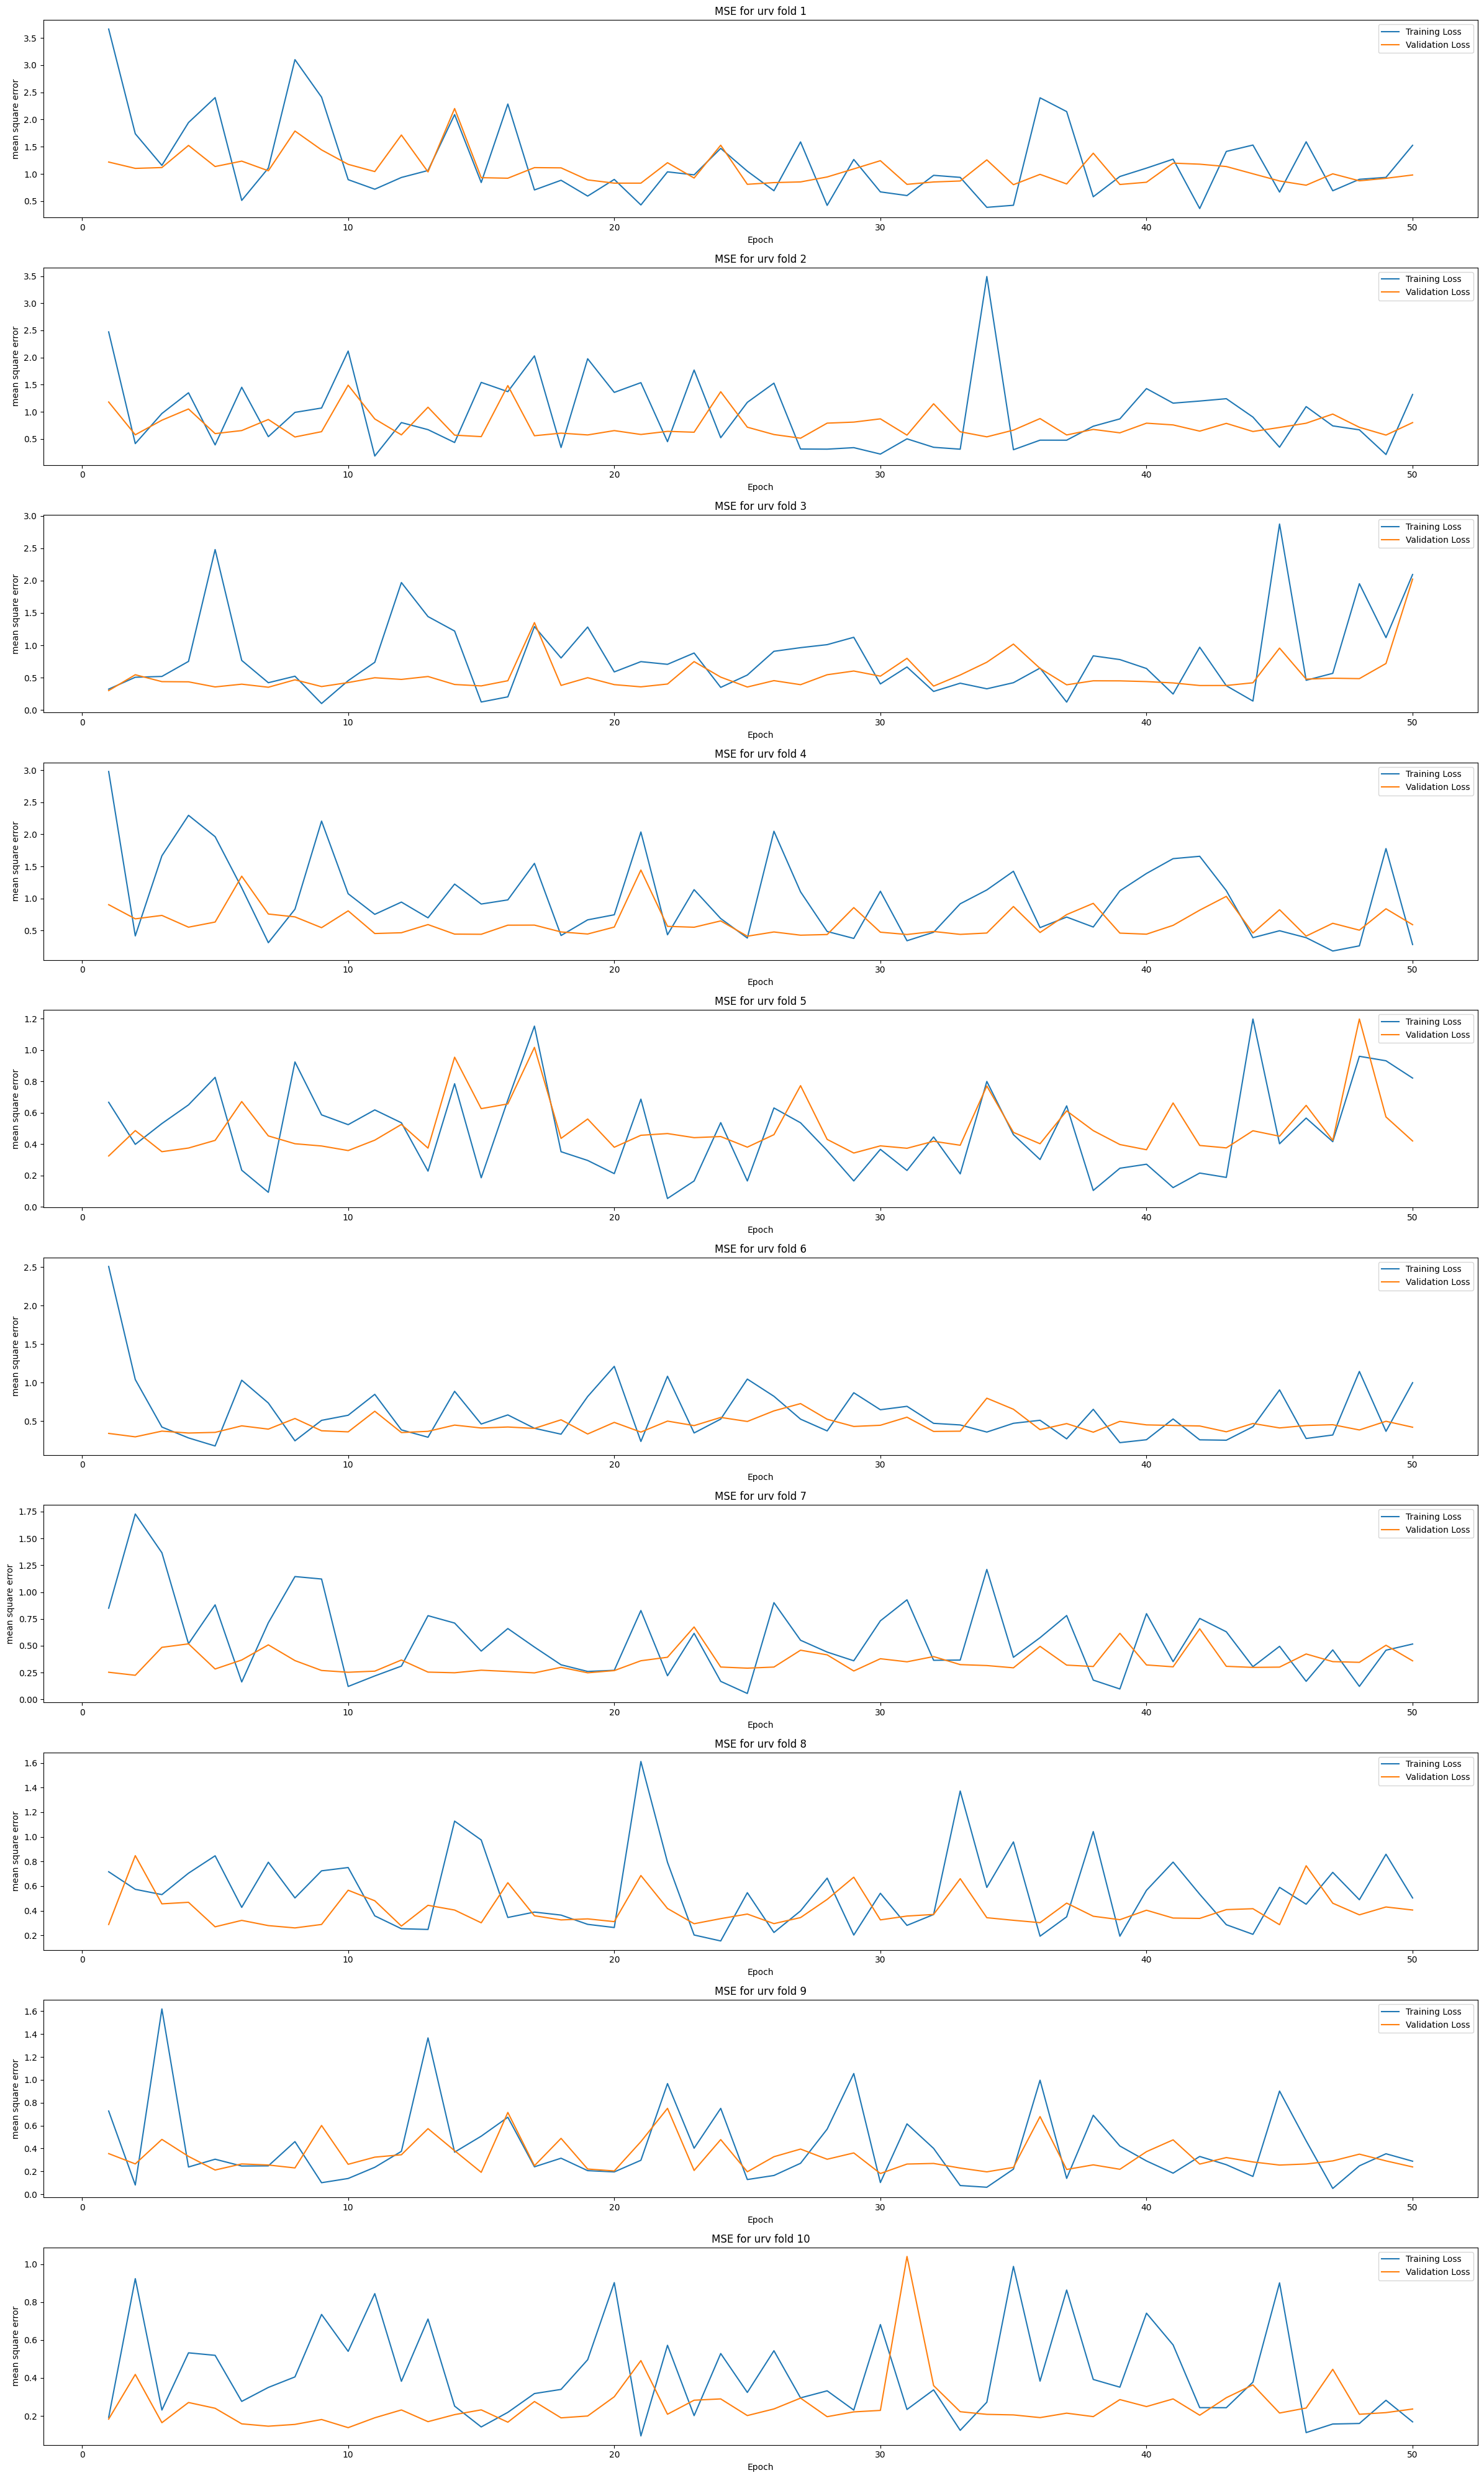 MSE for urv fold 1
3.5
3.0
2.5
2.0
1.5
1.0
0.5
mean square error
Training Loss
Validation Loss
0 10 20 30 40 50
Epoch
MSE for urv fold 2
3.5
3.0
2.5
2.0
1.5
1.0
0.5
mean square error
Training Loss
Validation Loss
0 10 20 30 40 50
Epoch
MSE for urv fold 3
3.0
2.5
2.0
1.5
1.0
0.5
0.0
mean square error
Training Loss
Validation Loss
0 10 20 30 40 50
Epoch
MSE for urv fold 4
3.0
2.5
2.0
1.5
1.0
0.5
mean square error
Training Loss
Validation Loss
0 10 20 30 40 50
Epoch
MSE for urv fold 5
1.2
1.0
0.8
0.6
0.4
0.2
0.0
mean square error
Training Loss
Validation Loss
0 10 20 30 40 50
Epoch
MSE for urv fold 6
2.5
2.0
1.5
1.0
0.5
mean square error
Training Loss
Validation Loss
0 10 20 30 40 50
Epoch
MSE for urv fold 7
1.75
1.50
1.25
1.00
0.75
0.50
0.25
0.00
mean square error
Training Loss
Validation Loss
0 10 20 30 40 50
Epoch
MSE for urv fold 8
1.6
1.4
1.2
1.0
0.8
0.6
0.4
0.2
mean square error
Training Loss
Validation Loss
0 10 20 30 40 50
Epoch
MSE for urv fold 9
1.6
1.4
1.2
1.0
0.8
0.6
0.4
0.2
0.0
mean square error
Training Loss
Validation Loss
0 10 20 30 40 50
Epoch
MSE for urv fold 10
1.0
0.8
0.6
0.4
0.2
mean square error
Training Loss
Validation Loss
0 10 20 30 40 50
Epoch